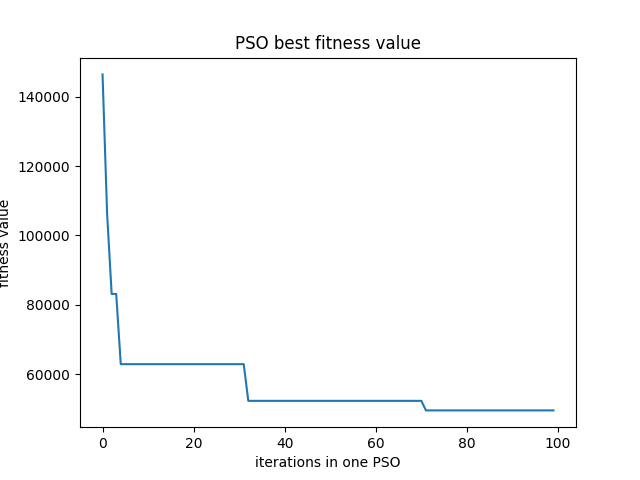 PSO best fitness value
140000
120000
100000
80000
60000
fitness value
0 20 40 60 80 100
iterations in one PSO